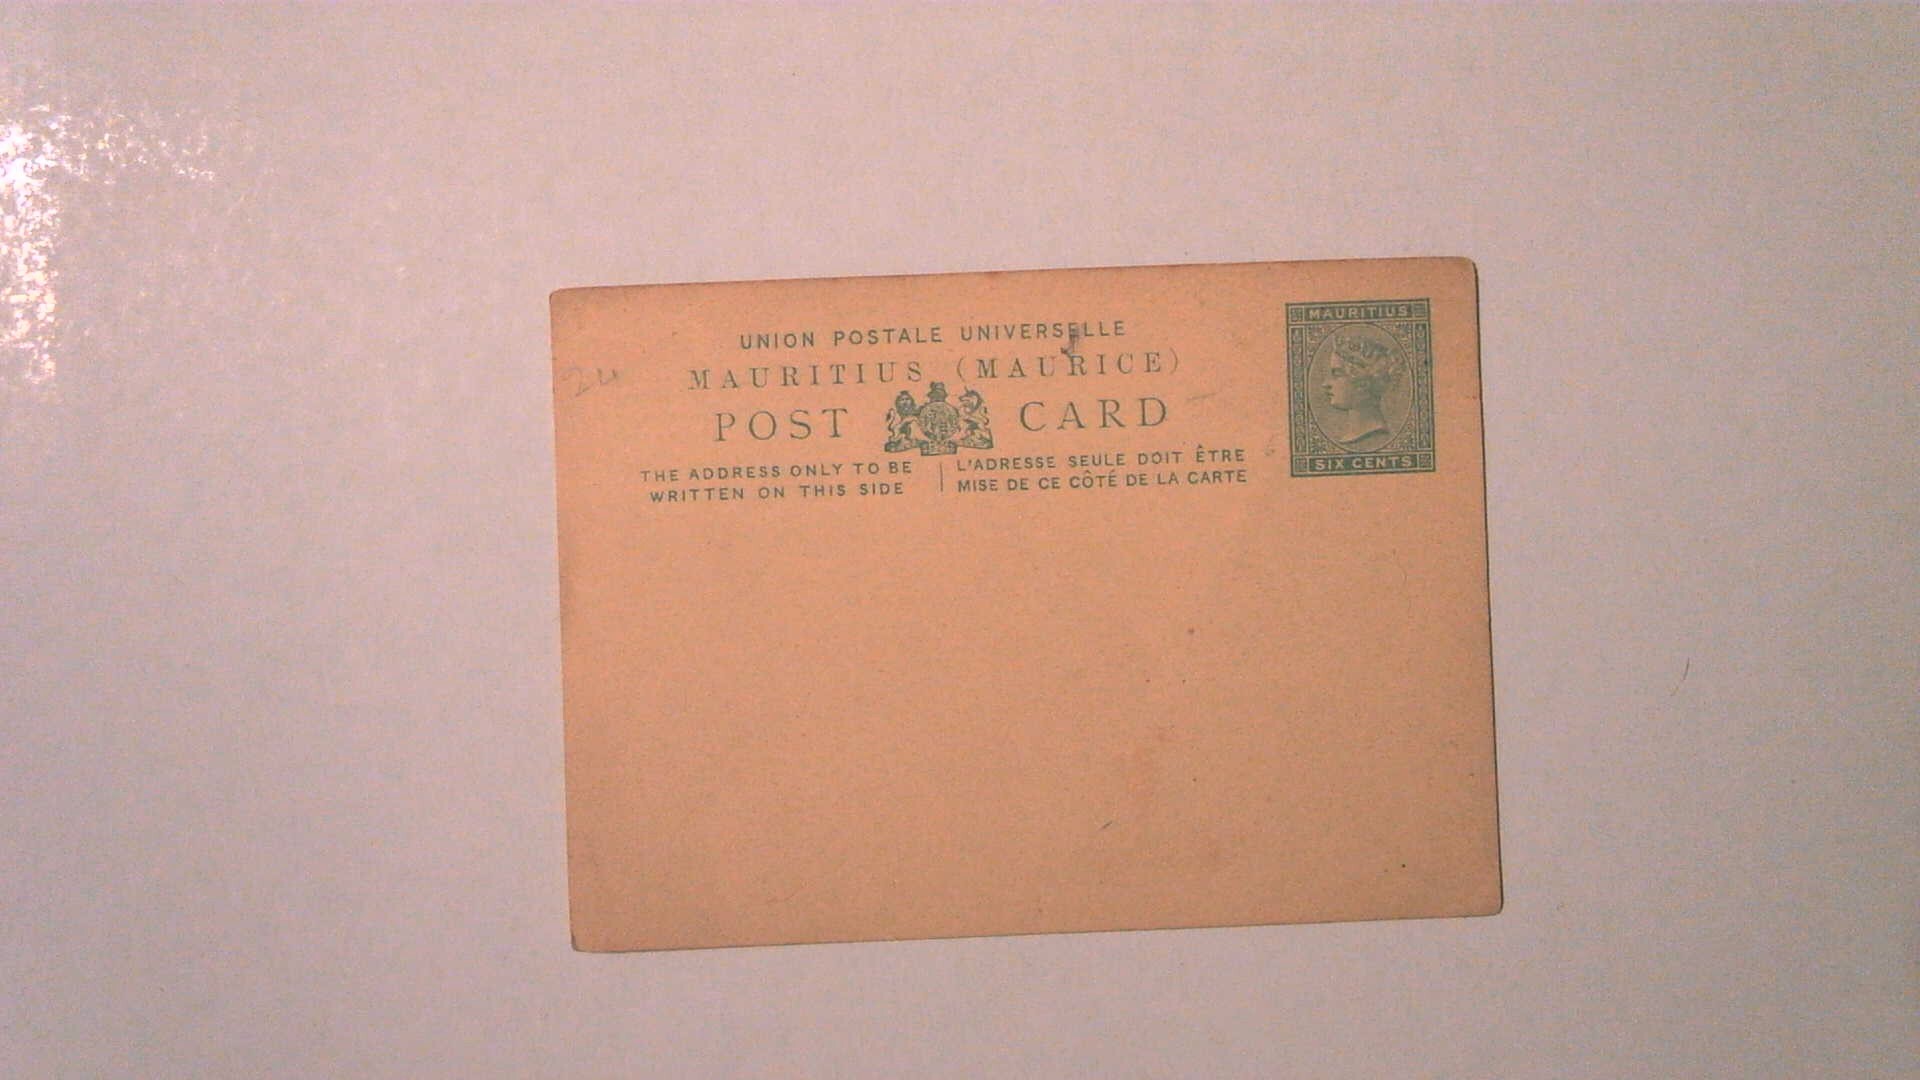 UNION POSTALE UNIVERSELLE
MAURITIUS (MAURICE)
POST CARD
THE ADDRESS ONLY TO BE
WRITTEN ON THIS SIDE
L'ADRESSE SEULE DOIT ÊTRE
MISE DE CE CÔTÉ DE LA CARTE
MAURITIUS
SIX CENTS